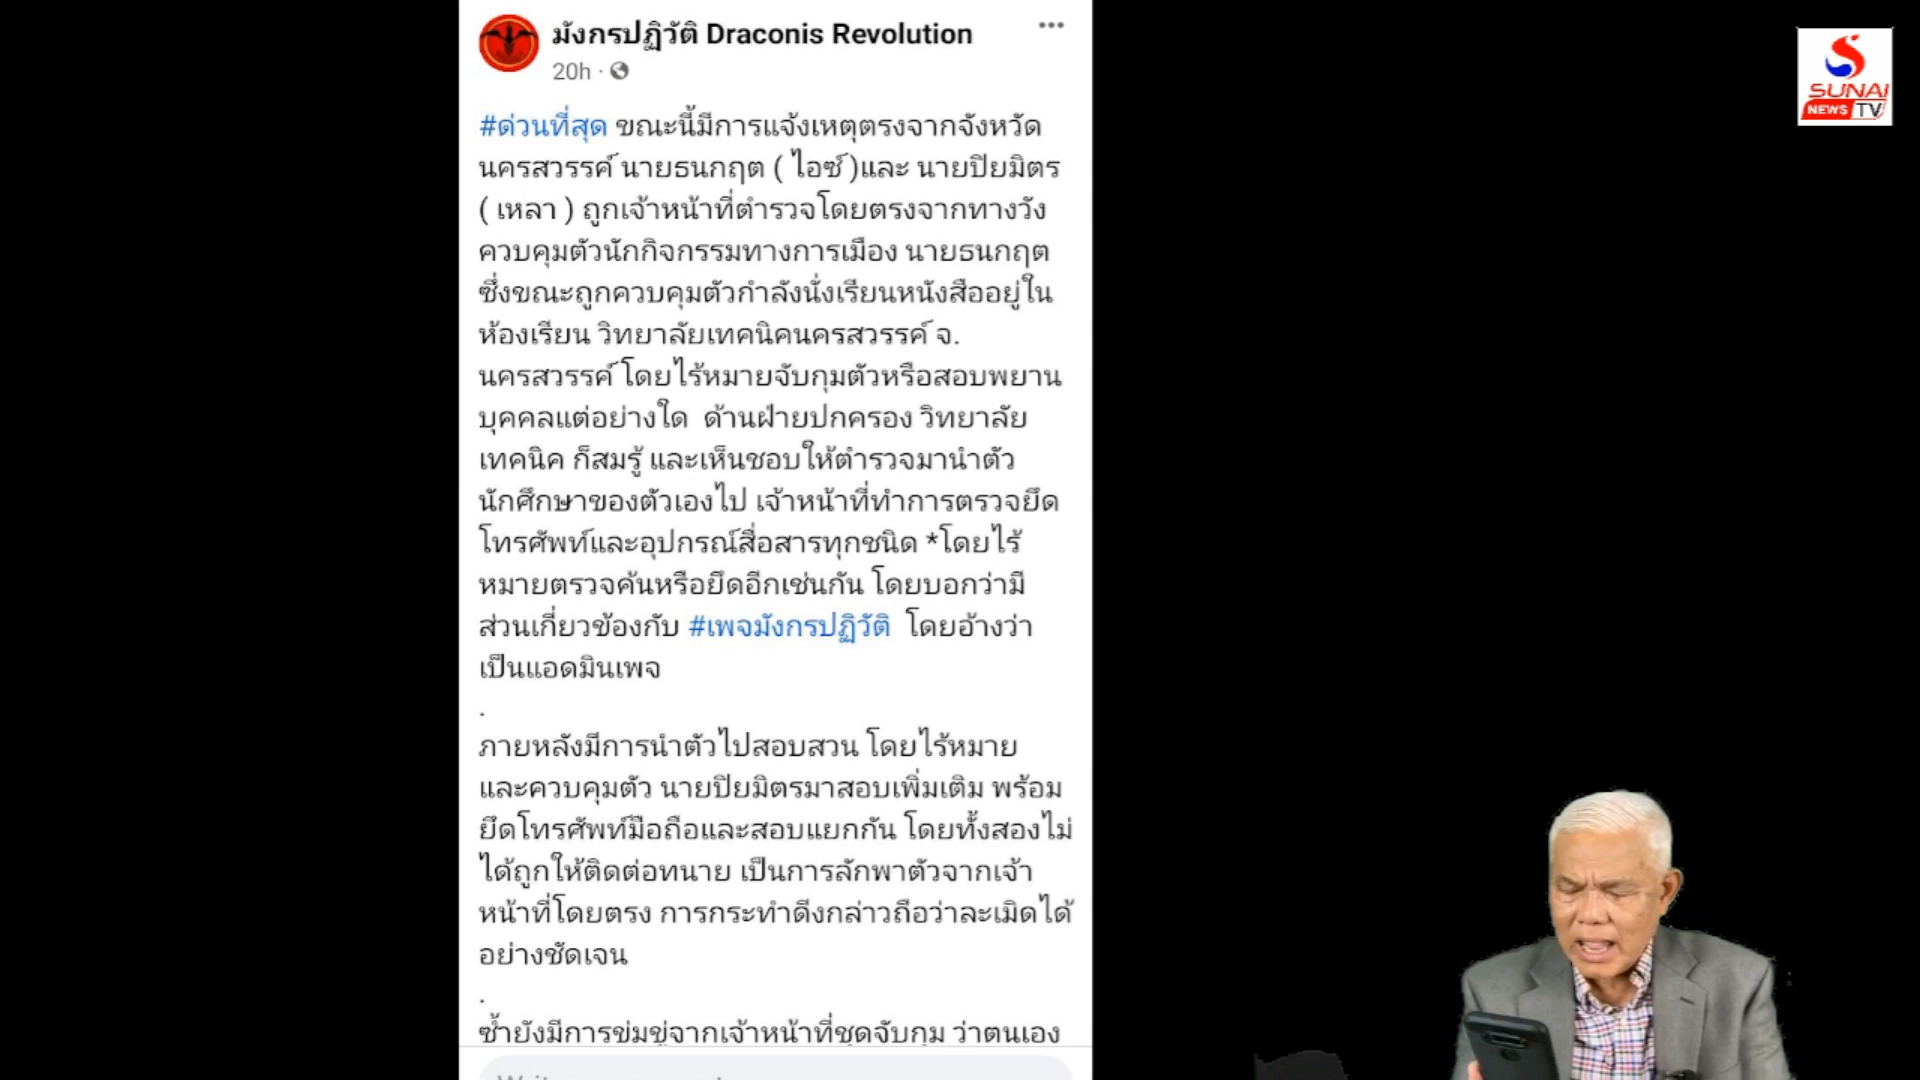 มังกรปฏิวัติ Draconis Revolution
20h ·
#ด่วนที่สุด ขณะนี้มีการแจ้งเหตุตรงจากจังหวัด
นครสวรรค์ นายธนกฤต ( ไอซ์ )และ นายปิยมิตร
( เหลา ) ถูกเจ้าหน้าที่ตำรวจโดยตรงจากทางวัง
ควบคุมตัวนักกิจกรรมทางการเมือง นายธนกฤต
ซึ่งขณะถูกควบคุมตัวกำลังนั่งเรียนหนังสืออยู่ใน
ห้องเรียน วิทยาลัยเทคนิคนครสวรรค์ จ.
นครสวรรค์ โดยไร้หมายจับกุมตัวหรือสอบพยาน
บุคคลแต่อย่างใด  ด้านฝ่ายปกครอง วิทยาลัย
เทคนิค ก็สมรู้ และเห็นชอบให้ตำรวจมานำตัว
นักศึกษาของตัวเองไป เจ้าหน้าที่ทำการตรวจยึด
โทรศัพท์และอุปกรณ์สื่อสารทุกชนิด *โดยไร้
หมายตรวจค้นหรือยึดอีกเช่นกัน โดยบอกว่ามี
ส่วนเกี่ยวข้องกับ #เพจมังกรปฏิวัติ  โดยอ้างว่า
เป็นแอดมินเพจ
.
ภายหลังมีการนำตัวไปสอบสวน โดยไร้หมาย
และควบคุมตัว นายปิยมิตรมาสอบเพิ่มเติม พร้อม
ยึดโทรศัพท์มือถือและสอบแยกกัน โดยทั้งสองไม่
ได้ถูกให้ติดต่อทนาย เป็นการลักพาตัวจากเจ้า
หน้าที่โดยตรง การกระทำดีงกล่าวถือว่าละเมิดได้
อย่างชัดเจน
.
ซ้ำยังมีการข่มขู่จากเจ้าหน้าที่ชุดจับกุม ว่าตนเอง
SUNAI
NEWS TV